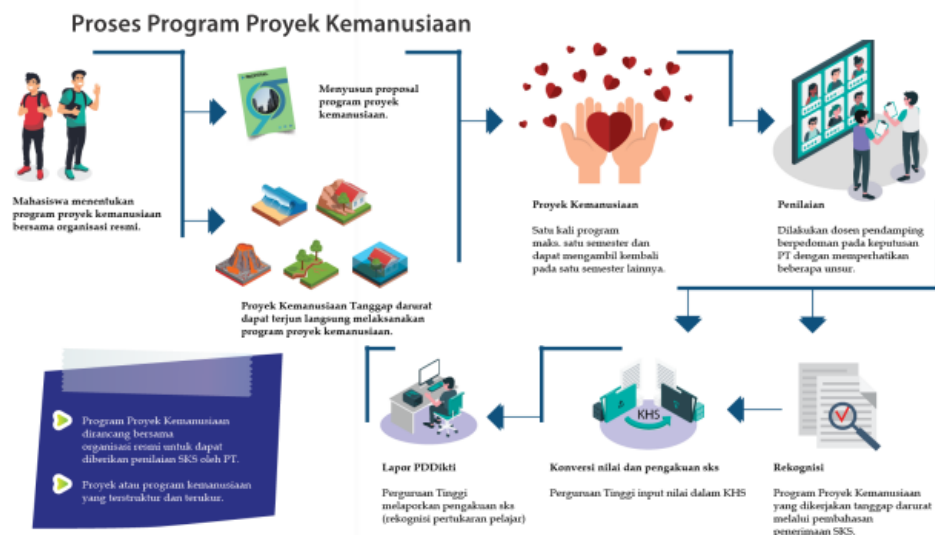 Proses Program Proyek Kemanusiaan
Mahasiswa menentukan
program proyek kemanusiaan
bersama organisasi resmi.
PROPOSAL
Menyusun proposal
program proyek
kemanusiaan.
Proyek Kemanusiaan Tanggap darurat
dapat terjun langsung melaksanakan
program proyek kemanusiaan.
Proyek Kemanusiaan
Satu kali program
maks. satu semester dan
dapat mengambil kembali
pada satu semester lainnya.
Penilaian
Dilakukan dosen pendamping
berpedoman pada keputusan
PT dengan memperhatikan
beberapa unsur.
Program Proyek Kemanusiaan
dirancang bersama
organisasi resmi untuk dapat
diberikan penilaian SKS oleh PT.
Proyek atau program kemanusiaan
yang terstruktur dan terukur.
Lapor PDDikti
Perguruan Tinggi
melaporkan pengakuan sks
(rekognisi pertukaran pelajar)
KHS
Konversi nilai dan pengakuan sks
Perguruan Tinggi input nilai dalam KHS
Rekognisi
Program Proyek Kemanusiaan
yang dikerjakan tanggap darurat
melalui pembahasan
penerimaan SKS.